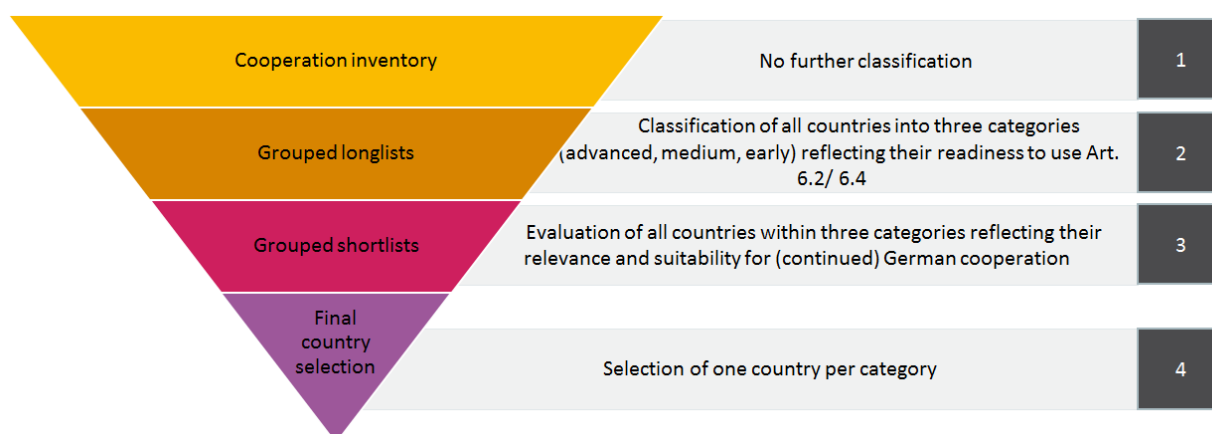 Cooperation inventory
No further classification
1
Grouped longlists
Classification of all countries into three categories
(advanced, medium, early) reflecting their readiness to use Art.
6.2/ 6.4
2
Grouped shortlists
Evaluation of all countries within three categories reflecting their
relevance and suitability for (continued) German cooperation
3
Final
country
selection
Selection of one country per category
4